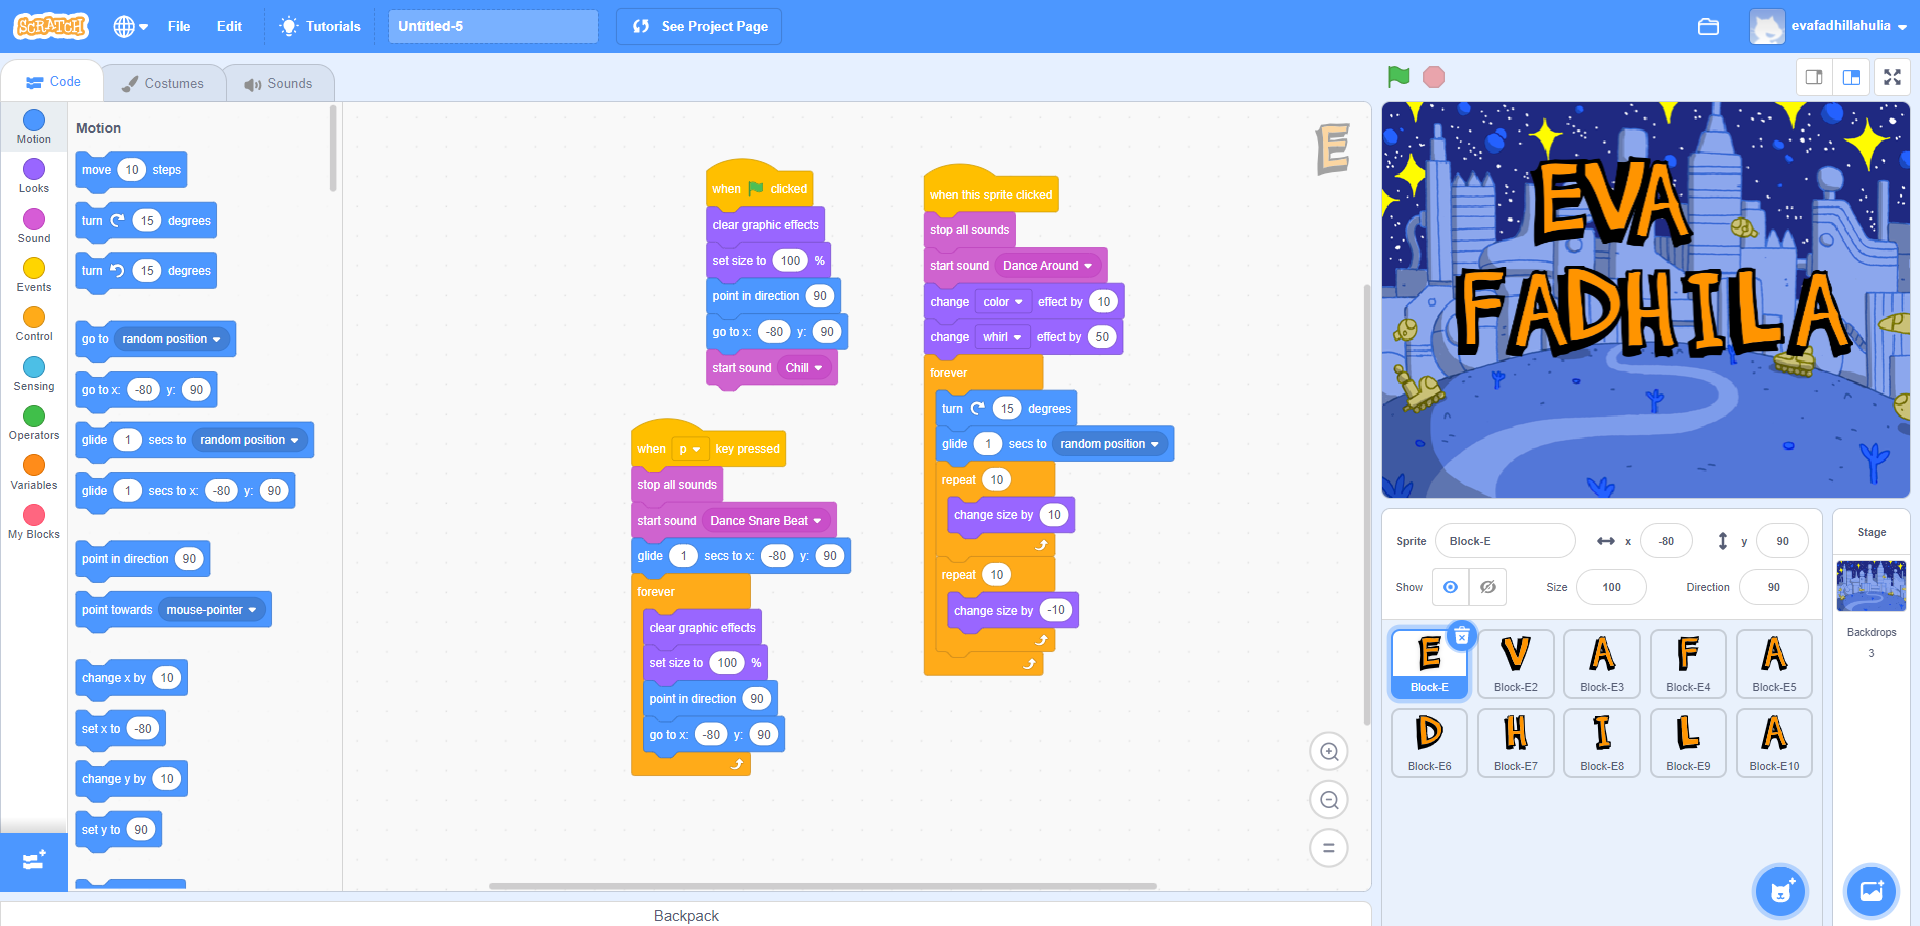 SCRATCH File Edit Tutorials Untitled-5 See Project Page evafadhillahulia
Code Costumes Sounds
Motion
Looks
Sound
Events
Control
Sensing
Operators
Variables
My Blocks
Motion
move 10 steps
turn 15 degrees
turn 15 degrees
go to random position
go to x: -80 y: 90
glide 1 secs to random position
glide 1 secs to x: -80 y: 90
point in direction 90
point towards mouse-pointer
change x by 10
set x to -80
change y by 10
set y to 90
when clicked
clear graphic effects
set size to 100 %
point in direction 90
go to x: -80 y: 90
start sound Chill
when p key pressed
stop all sounds
start sound Dance Snare Beat
glide 1 secs to x: -80 y: 90
forever
clear graphic effects
set size to 100 %
point in direction 90
go to x: -80 y: 90
when this sprite clicked
stop all sounds
start sound Dance Around
change color effect by 10
change whirl effect by 50
forever
turn 15 degrees
glide 1 secs to random position
repeat 10
change size by 10
repeat 10
change size by -10
E
Backpack
EVA
FADHILA
Sprite Block-E x -80 y 90
Show Size 100 Direction 90
E V A F A
Block-E Block-E2 Block-E3 Block-E4 Block-E5
D H I L A
Block-E6 Block-E7 Block-E8 Block-E9 Block-E10
Stage
Backdrops
3